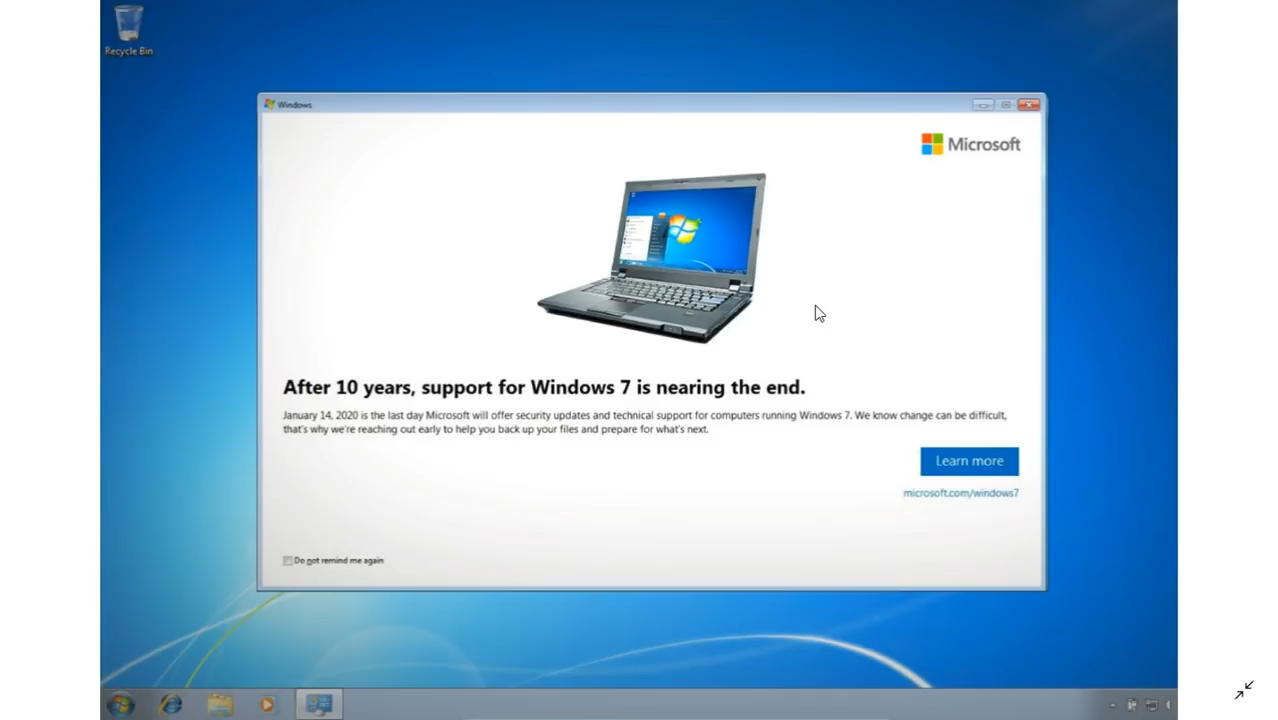 Recycle Bin
Windows
Microsoft
After 10 years, support for Windows 7 is nearing the end.
January 14, 2020 is the last day Microsoft will offer security updates and technical support for computers running Windows 7. We know change can be difficult,
that's why we're reaching out early to help you back up your files and prepare for what's next.
Learn more
microsoft.com/windows7
Do not remind me again